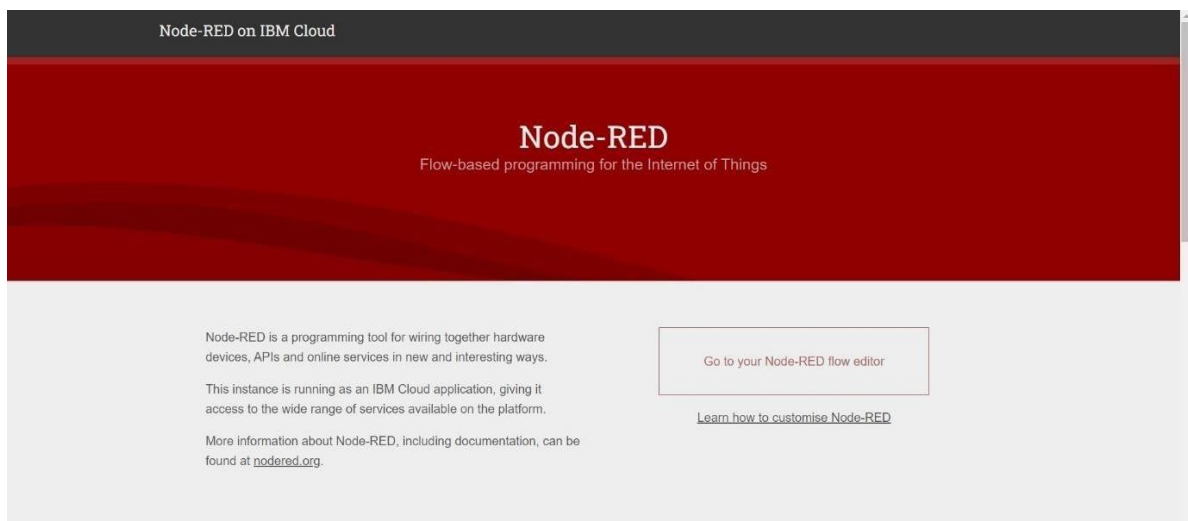 Node-RED on IBM Cloud
Node-RED
Flow-based programming for the Internet of Things
Node-RED is a programming tool for wiring together hardware
devices, APIs and online services in new and interesting ways.
This instance is running as an IBM Cloud application, giving it
access to the wide range of services available on the platform.
More information about Node-RED, including documentation, can be
found at nodered.org.
Go to your Node-RED flow editor
Learn how to customise Node-RED